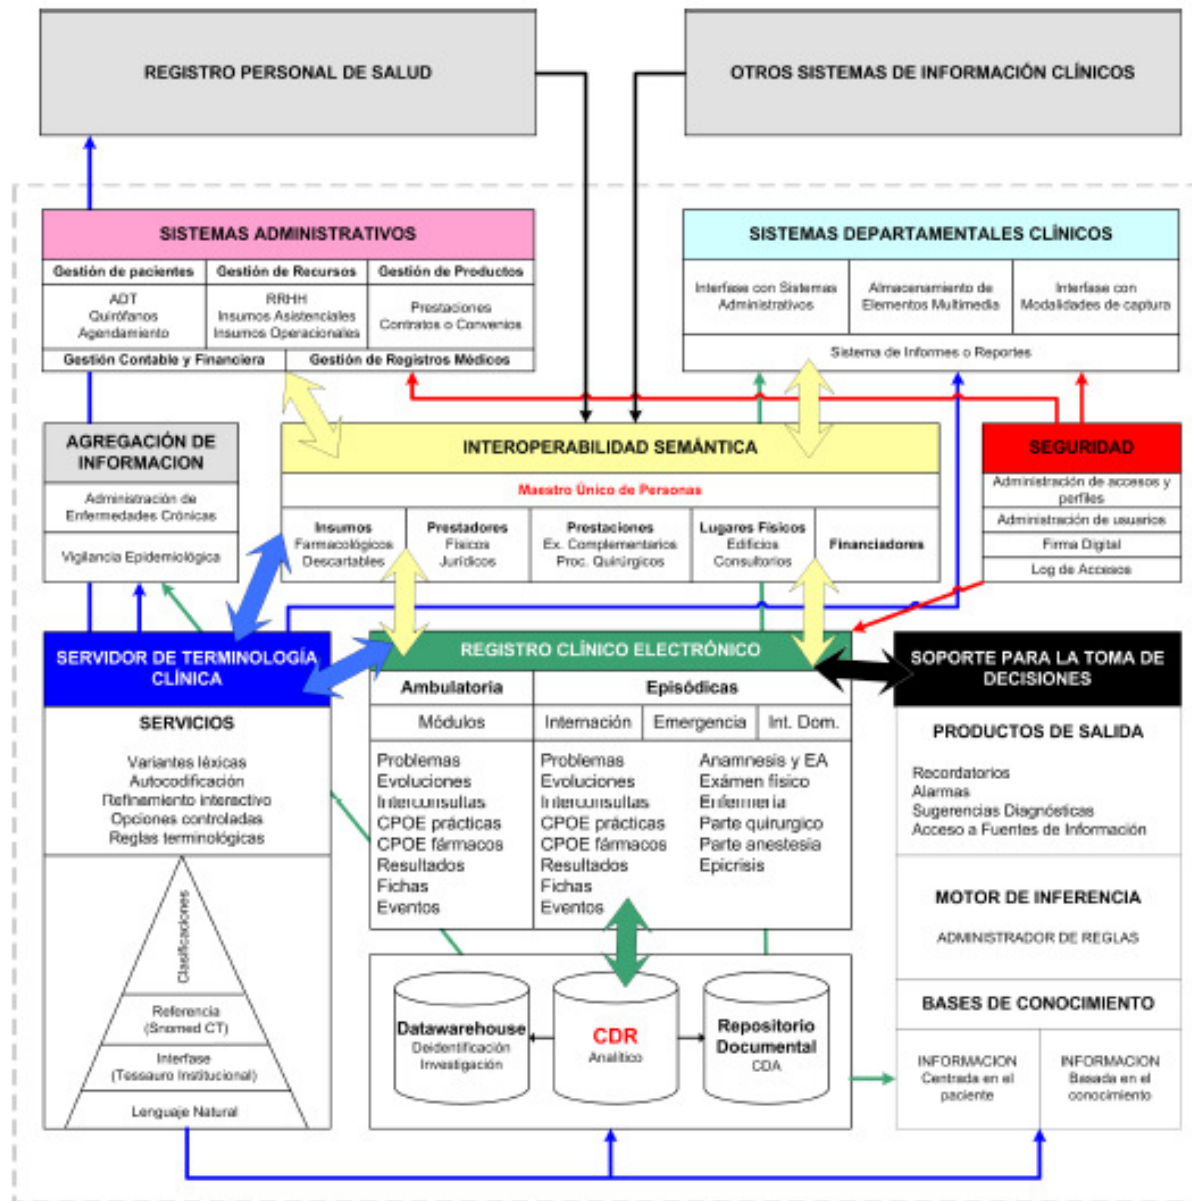 REGISTRO PERSONAL DE SALUD
OTROS SISTEMAS DE INFORMACIÓN CLÍNICOS
SISTEMAS ADMINISTRATIVOS
Gestión de pacientes
Gestión de Recursos
Gestión de Productos
ADT
Quirófanos
Agendamiento
RRHH
Insumos Asistenciales
Insumos Operacionales
Prestaciones
Contratos o Convenios
Gestión Contable y Financiera
Gestión de Registros Médicos
SISTEMAS DEPARTAMENTALES CLÍNICOS
Interfase con Sistemas
Administrativos
Almacenamiento de
Elementos Multimedia
Interfase con
Modalidades de captura
Sistema de Informes o Reportes
AGREGACIÓN DE
INFORMACION
Administración de
Enfermedades Crónicas
Vigilancia Epidemiológica
INTEROPERABILIDAD SEMÁNTICA
Maestro Único de Personas
Insumos
Farmacológicos
Descartables
Prestadores
Físicos
Jurídicos
Prestaciones
Ex. Complementarios
Proc. Quirúrgicos
Lugares Físicos
Edificios
Consultorios
Financiadores
SEGURIDAD
Administración de accesos y
perfiles
Administración de usuarios
Firma Digital
Log de Accesos
SERVIDOR DE TERMINOLOGÍA
CLÍNICA
SERVICIOS
Variantes léxicas
Autocodificación
Refinamiento interactivo
Opciones controladas
Reglas terminológicas
Clasificaciones
Referencia
(Snomed CT)
Interfase
(Tessauro Institucional)
Lenguaje Natural
REGISTRO CLÍNICO ELECTRÓNICO
Ambulatoria
Episódicas
Módulos
Internación
Emergencia
Int. Dom.
Problemas
Evoluciones
Interconsultas
CPOE prácticas
CPOE fármacos
Resultados
Fichas
Eventos
Problemas
Evoluciones
Interconsultas
CPOE prácticas
CPOE fármacos
Resultados
Fichas
Eventos
Anamnesis y EA
Exámen físico
Enfermería
Parte quirurgico
Parte anestesia
Epicrisis
Datawarehouse
Deidentificación
Investigación
CDR
Analítico
Repositorio
Documental
CDA
SOPORTE PARA LA TOMA DE
DECISIONES
PRODUCTOS DE SALIDA
Recordatorios
Alarmas
Sugerencias Diagnósticas
Acceso a Fuentes de Información
MOTOR DE INFERENCIA
ADMINISTRADOR DE REGLAS
BASES DE CONOCIMIENTO
INFORMACION
Centrada en el
paciente
INFORMACION
Basada en el
conocimiento